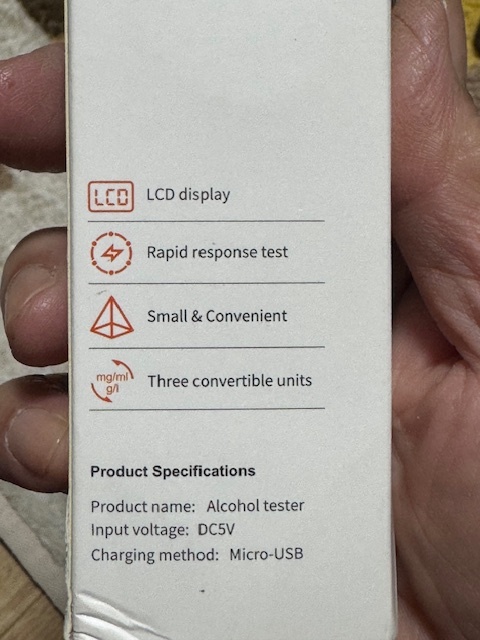 LCD LCD display
Rapid response test
Small & Convenient
mg/ml
g/l
Three convertible units
Product Specifications
Product name: Alcohol tester
Input voltage: DC5V
Charging method: Micro-USB